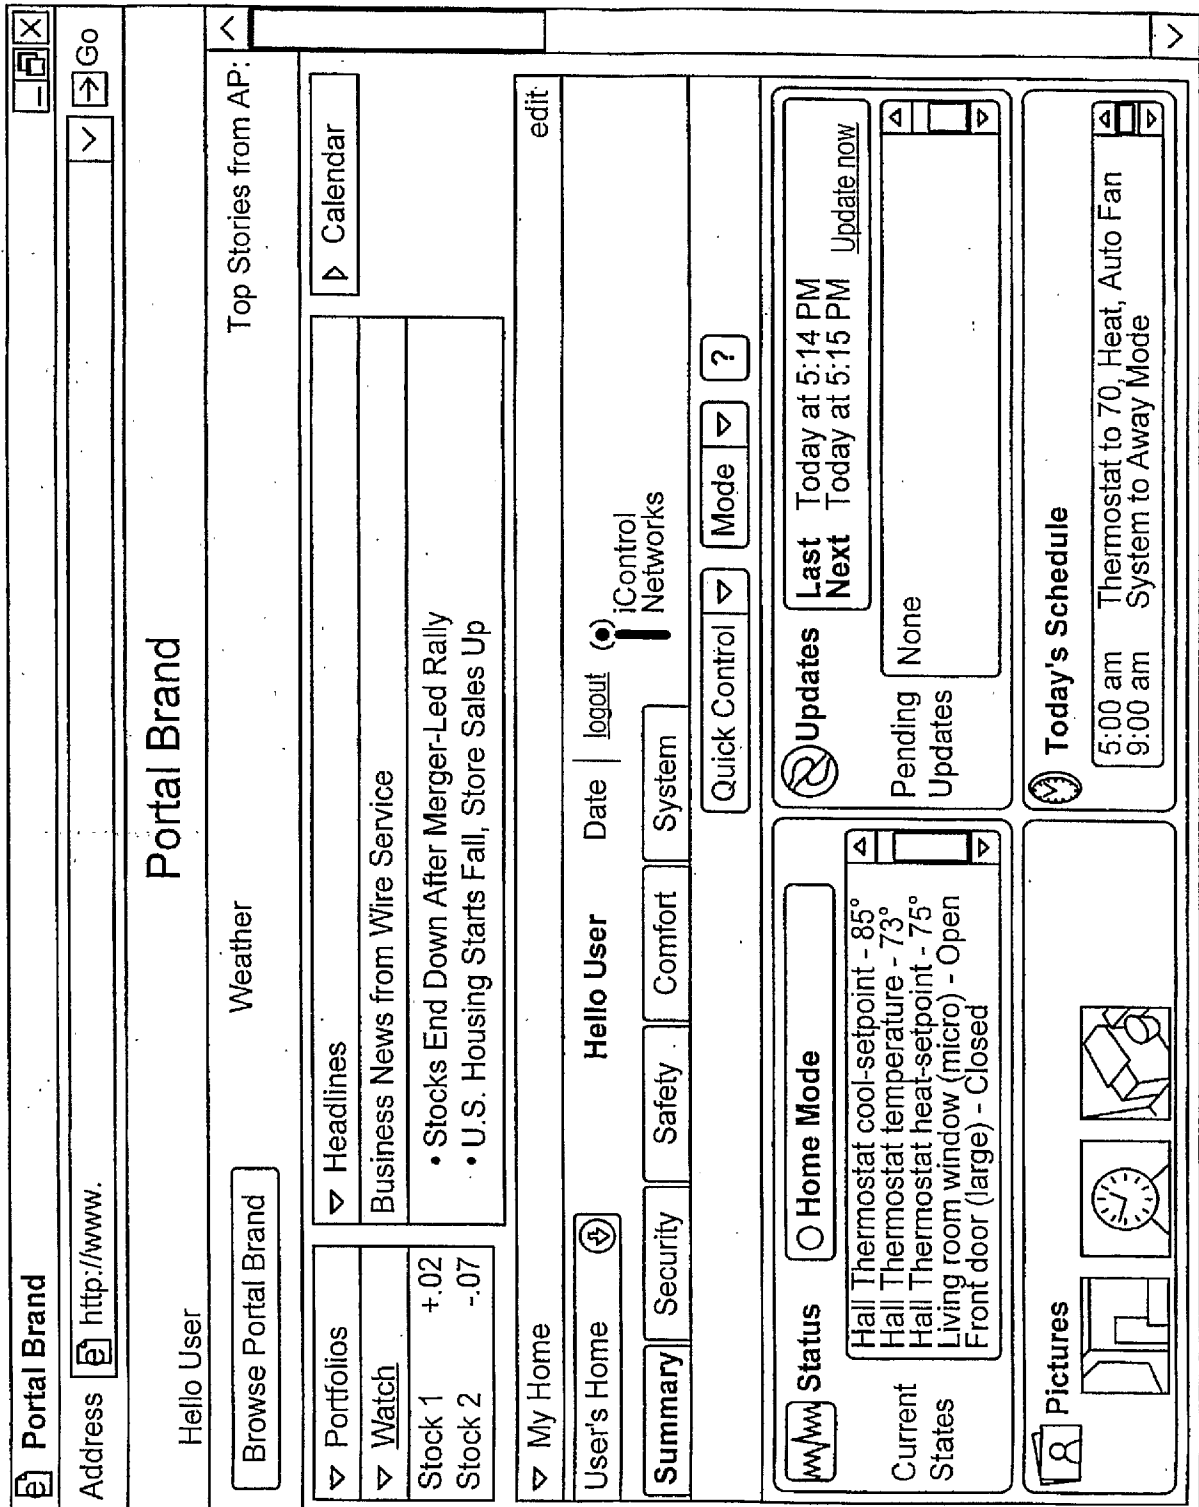 Portal Brand
Address http://www. Go
Portal Brand
Hello User
Browse Portal Brand Weather Top Stories from AP:
Portfolios
Watch
Stock 1 +.02
Stock 2 -.07
Headlines
Business News from Wire Service
• Stocks End Down After Merger-Led Rally
• U.S. Housing Starts Fall, Store Sales Up
Calendar
My Home edit
User's Home Hello User Date | logout iControl
Networks
Summary Security Safety Comfort System
Quick Control Mode ?
Status Home Mode
Current
States
Hall Thermostat cool-setpoint - 85°
Hall Thermostat temperature - 73°
Hall Thermostat heat-setpoint - 75°
Living room window (micro) - Open
Front door (large) - Closed
Updates
Last Today at 5:14 PM
Next Today at 5:15 PM Update now
Pending
Updates
None
Pictures
Today's Schedule
5:00 am Thermostat to 70, Heat, Auto Fan
9:00 am System to Away Mode